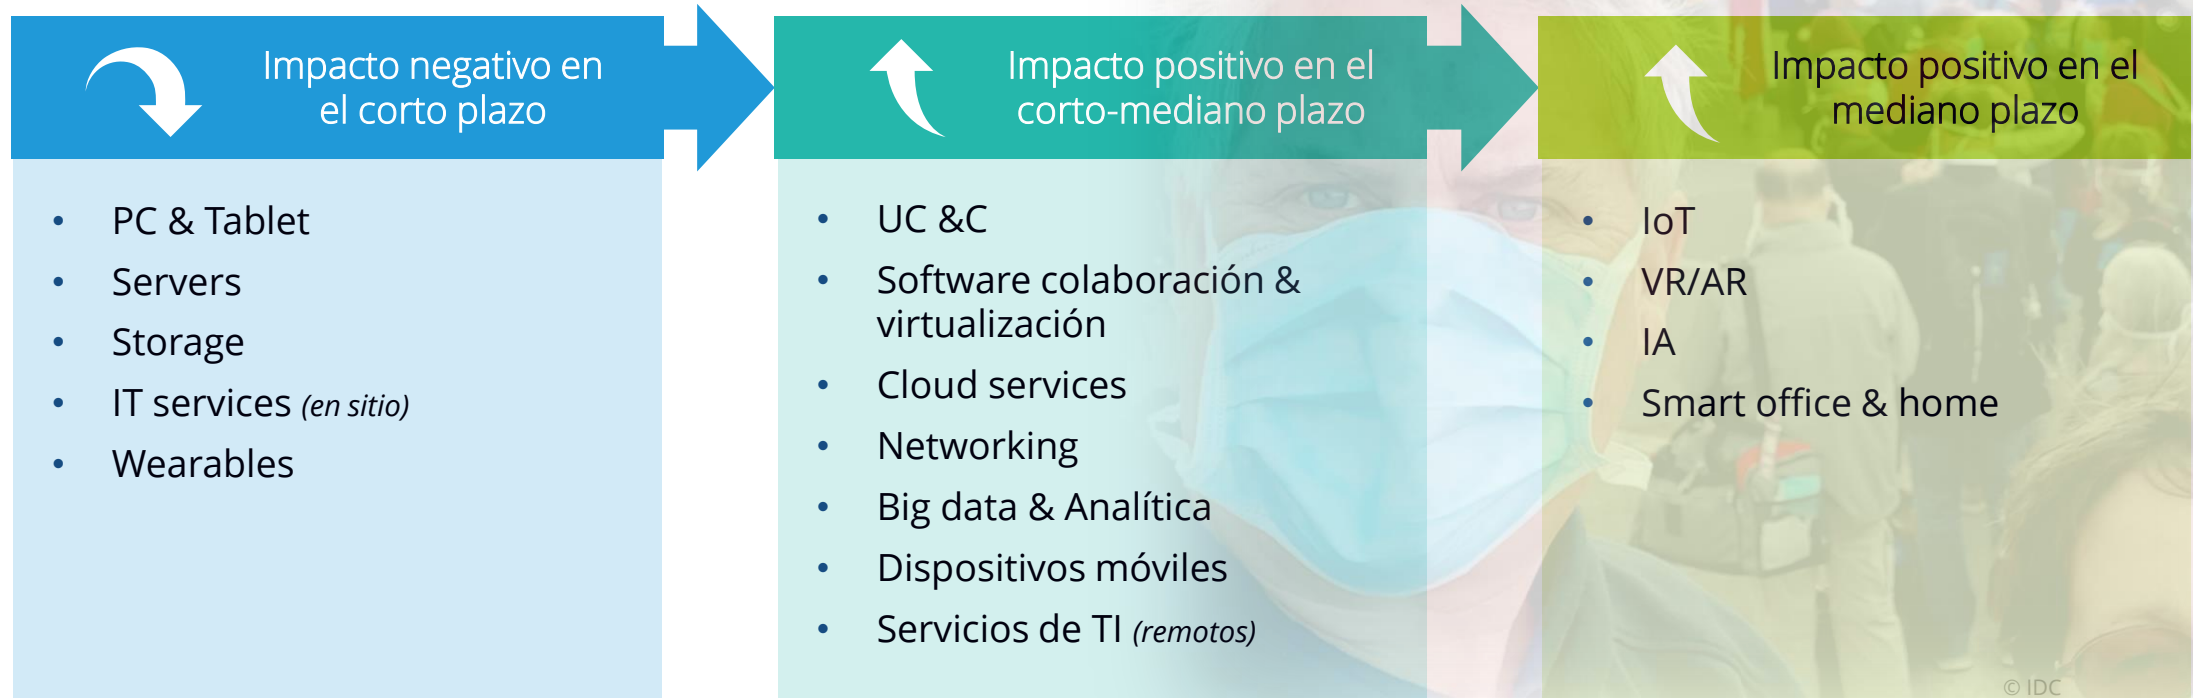 Impacto negativo en
el corto plazo
• PC & Tablet
• Servers
• Storage
• IT services (en sitio)
• Wearables
Impacto positivo en el
corto-mediano plazo
• UC &C
• Software colaboración &
virtualización
• Cloud services
• Networking
• Big data & Analítica
• Dispositivos móviles
• Servicios de TI (remotos)
Impacto positivo en el
mediano plazo
• IoT
• VR/AR
• IA
• Smart office & home
© IDC